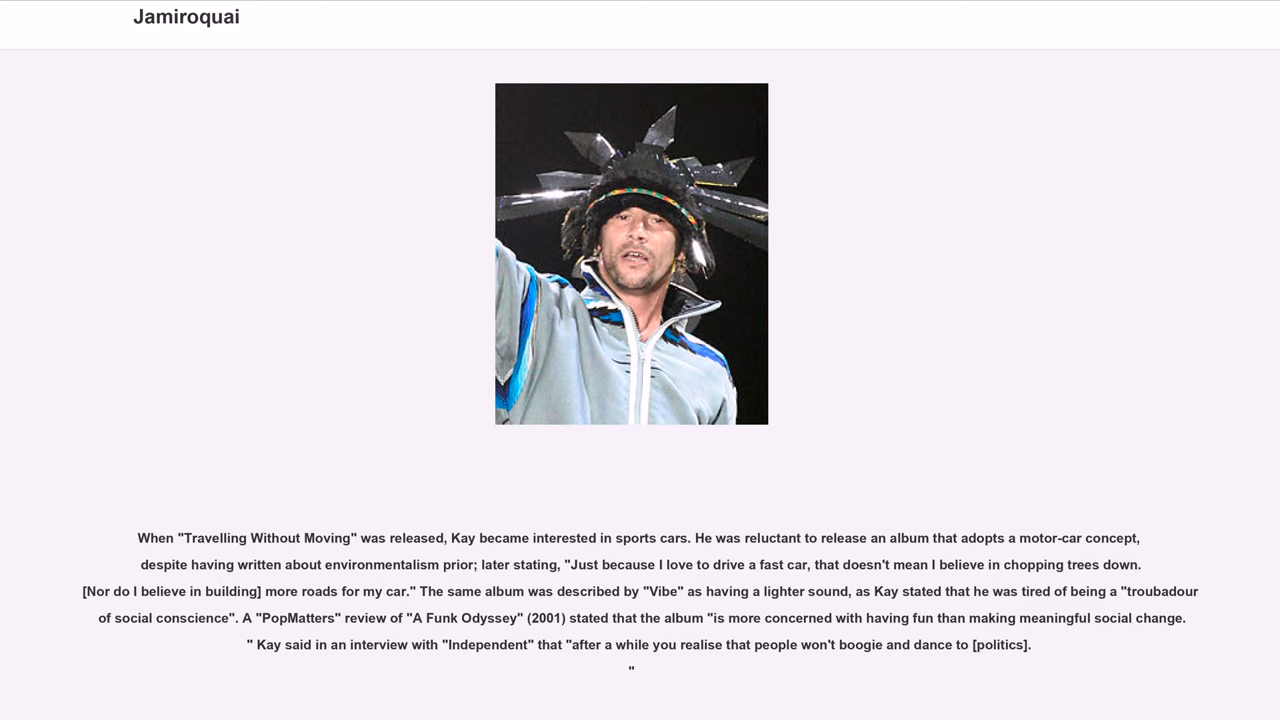 Jamiroquai
When "Travelling Without Moving" was released, Kay became interested in sports cars. He was reluctant to release an album that adopts a motor-car concept,
despite having written about environmentalism prior; later stating, "Just because I love to drive a fast car, that doesn't mean I believe in chopping trees down.
[Nor do I believe in building] more roads for my car." The same album was described by "Vibe" as having a lighter sound, as Kay stated that he was tired of being a "troubadour
of social conscience". A "PopMatters" review of "A Funk Odyssey" (2001) stated that the album "is more concerned with having fun than making meaningful social change.
" Kay said in an interview with "Independent" that "after a while you realise that people won't boogie and dance to [politics].
"